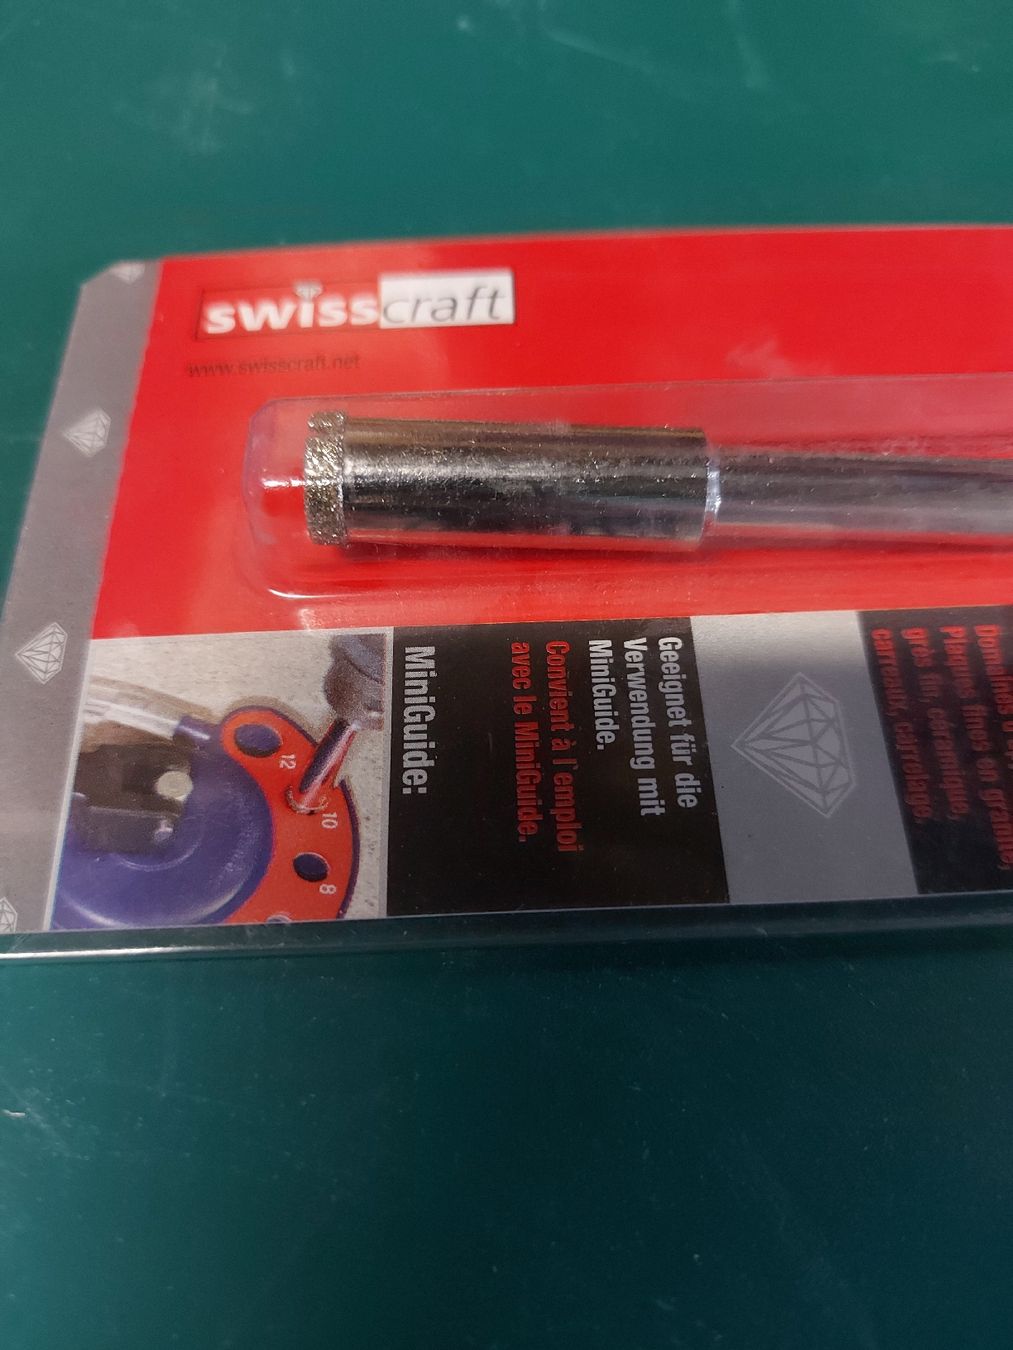 swisscraft
www.swisscraft.net
MiniGuide:
Geeignet für die
Verwendung mit
MiniGuide.
Convient à l'emploi
avec le MiniGuide.
Plaques fines en granite,
grès fin céramique,
carreaux, carrelage.
12
10
8